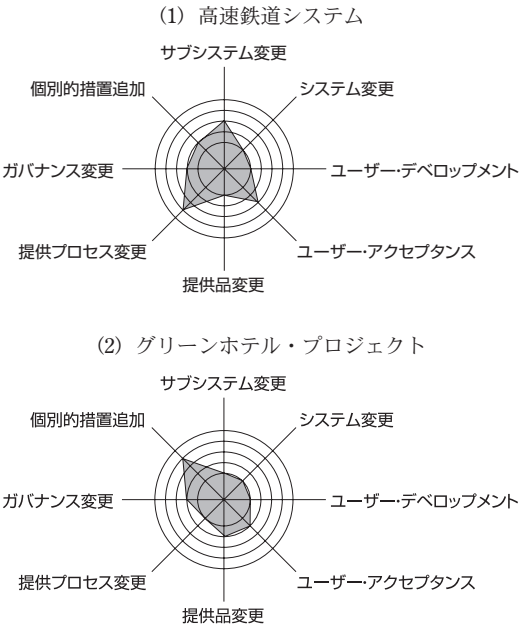 (1) 高速鉄道システム
サブシステム変更
個別的措置追加
システム変更
ガバナンス変更
ユーザー・デベロップメント
提供プロセス変更
ユーザー・アクセプタンス
提供品変更
(2) グリーンホテル・プロジェクト
サブシステム変更
個別的措置追加
システム変更
ガバナンス変更
ユーザー・デベロップメント
提供プロセス変更
ユーザー・アクセプタンス
提供品変更